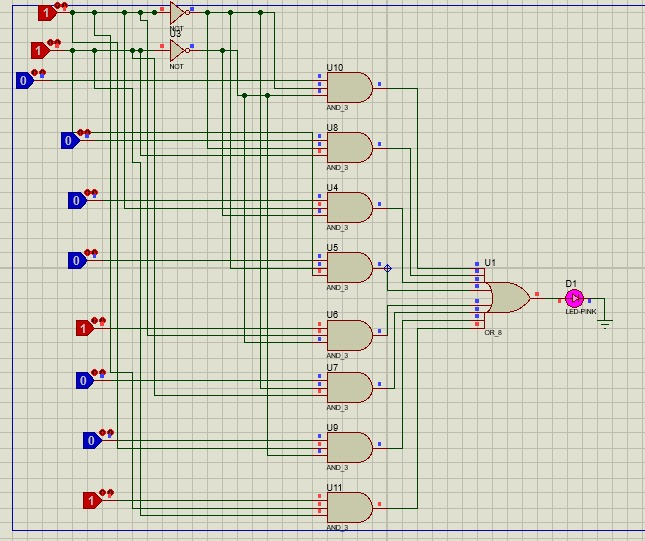 1
NOT
U3
1
NOT
0
U10
AND_3
0
U8
AND_3
0
U4
AND_3
0
U5
AND_3
U1
OR_8
D1
LED-PINK
1
U6
AND_3
0
U7
AND_3
0
U9
AND_3
1
U11
AND_3